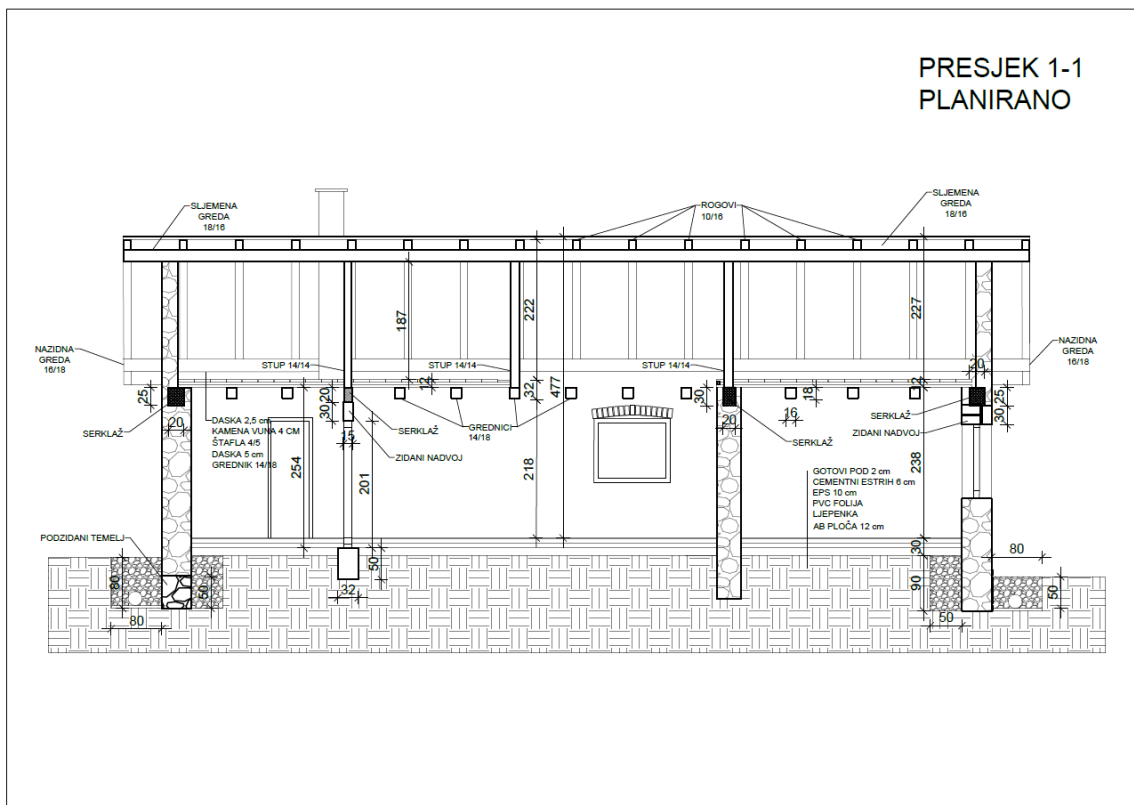 PRESJEK 1-1
PLANIRANO
SLJEMENA
GREDA
18/16
ROGOVI
10/16
SLJEMENA
GREDA
18/16
187
222
477
227
NAZIDNA
GREDA
16/18
STUP 14/14
STUP 14/14
STUP 14/14
NAZIDNA
GREDA
16/18
25
20
30
12
32
30
18
12
20
25
30
SERKLAŽ
20
DASKA 2,5 cm
KAMENA VUNA 4 CM
ŠTAFLA 4/5
DASKA 5 cm
GREDNIK 14/18
15
SERKLAŽ
ZIDANI NADVOJ
GREDNICI
14/18
20
SERKLAŽ
16
SERKLAŽ
ZIDANI NADVOJ
254
201
218
238
GOTOVI POD 2 cm
CEMENTNI ESTRIH 6 cm
EPS 10 cm
PVC FOLIJA
LJEPENKA
AB PLOČA 12 cm
PODZIDANI TEMELJ
80
50
80
50
32
30
90
50
80
50